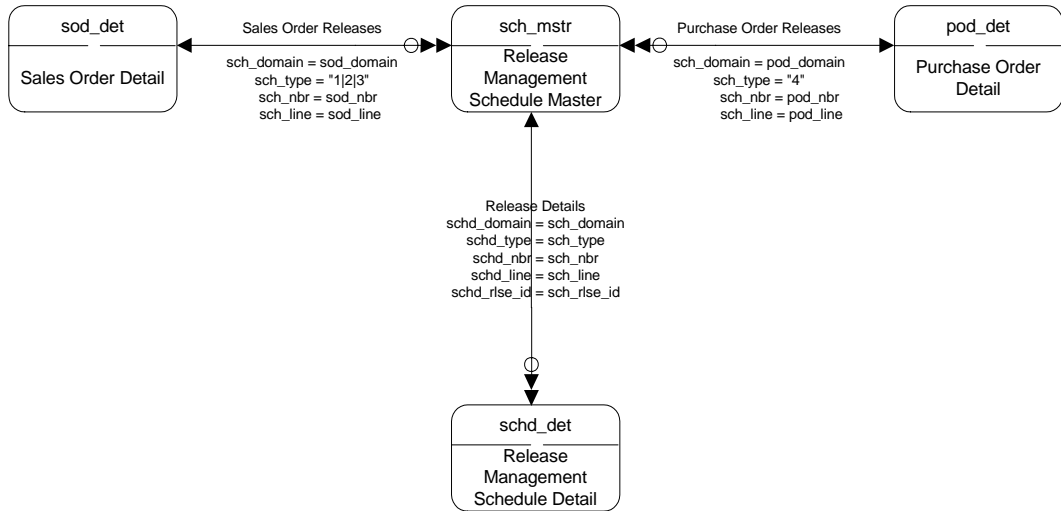 sod_det
Sales Order Detail
Sales Order Releases
sch_domain = sod_domain
sch_type = "1|2|3"
sch_nbr = sod_nbr
sch_line = sod_line
sch_mstr
Release
Management
Schedule Master
Purchase Order Releases
sch_domain = pod_domain
sch_type = "4"
sch_nbr = pod_nbr
sch_line = pod_line
pod_det
Purchase Order
Detail
Release Details
schd_domain = sch_domain
schd_type = sch_type
schd_nbr = sch_nbr
schd_line = sch_line
schd_rlse_id = sch_rlse_id
schd_det
Release
Management
Schedule Detail